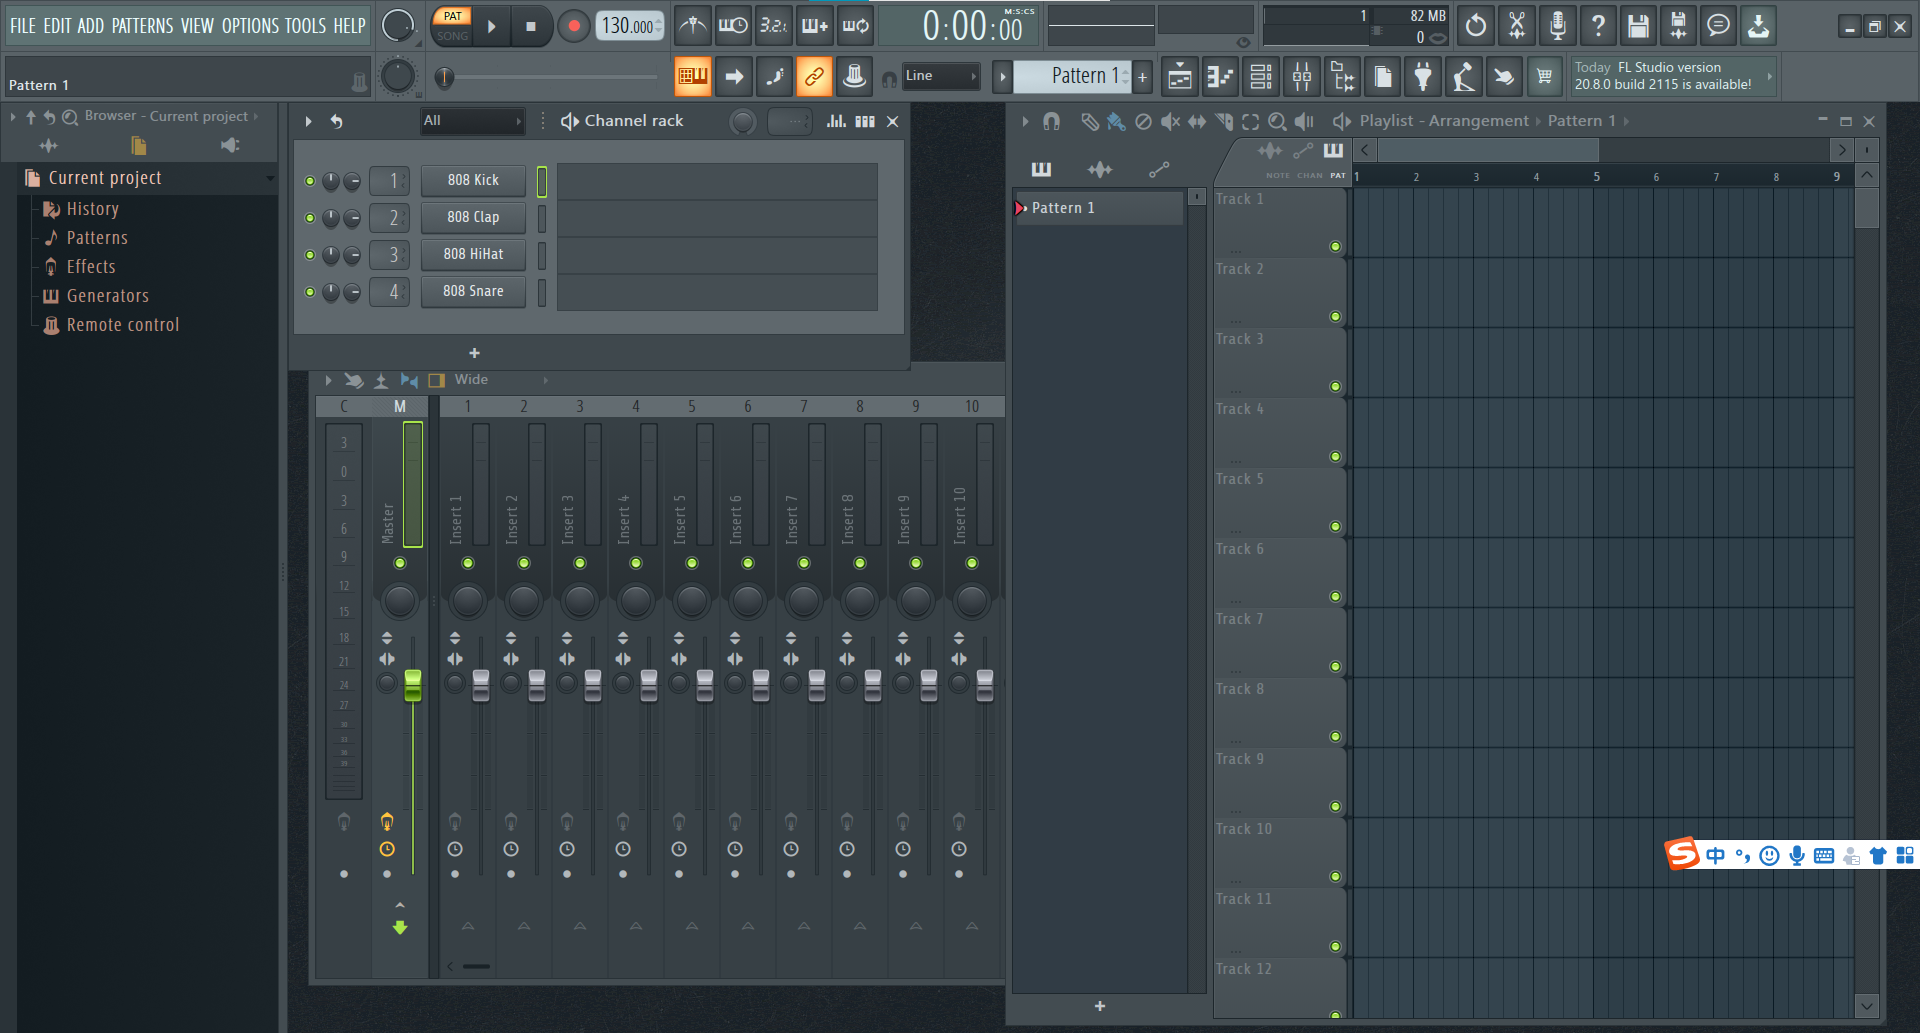 FILE EDIT ADD PATTERNS VIEW OPTIONS TOOLS HELP
PAT
SONG
130.000
3.2.1
0:00:00
M:S:CS
1
82 MB
0
Pattern 1
Line
Pattern 1
Today FL Studio version
20.8.0 build 2115 is available!
Browser - Current project
Current project
History
Patterns
Effects
Generators
Remote control
All
Channel rack
1 808 Kick
2 808 Clap
3 808 HiHat
4 808 Snare
Wide
C M 1 2 3 4 5 6 7 8 9 10
3
0
3
6
9
12
15
18
21
24
27
30
33
36
39
Master
Insert 1
Insert 2
Insert 3
Insert 4
Insert 5
Insert 6
Insert 7
Insert 8
Insert 9
Insert 10
Playlist - Arrangement Pattern 1
NOTE CHAN PAT
1 2 3 4 5 6 7 8 9
Pattern 1
Track 1
Track 2
Track 3
Track 4
Track 5
Track 6
Track 7
Track 8
Track 9
Track 10
Track 11
Track 12
S 中